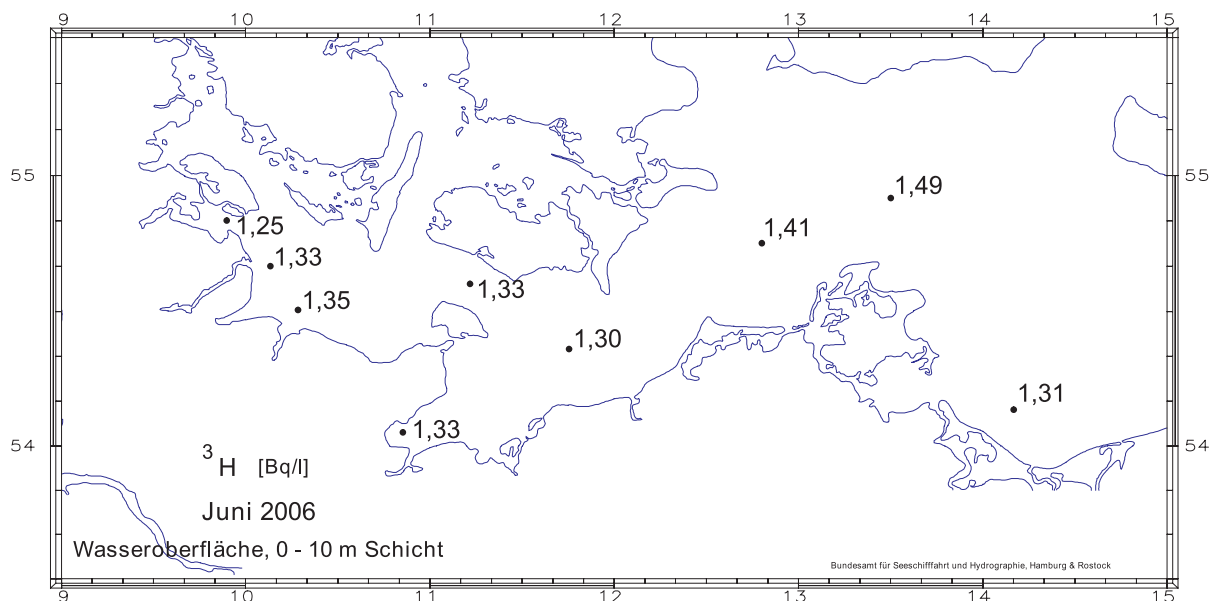 9 10 11 12 13 14 15
55 55
1,49
1,25
1,41
1,33
1,35
1,33
1,30
1,31
1,33
54 54
3
H [Bq/l]
Juni 2006
Wasseroberfläche, 0 - 10 m Schicht
Bundesamt für Seeschifffahrt und Hydrographie, Hamburg & Rostock
9 10 11 12 13 14 15